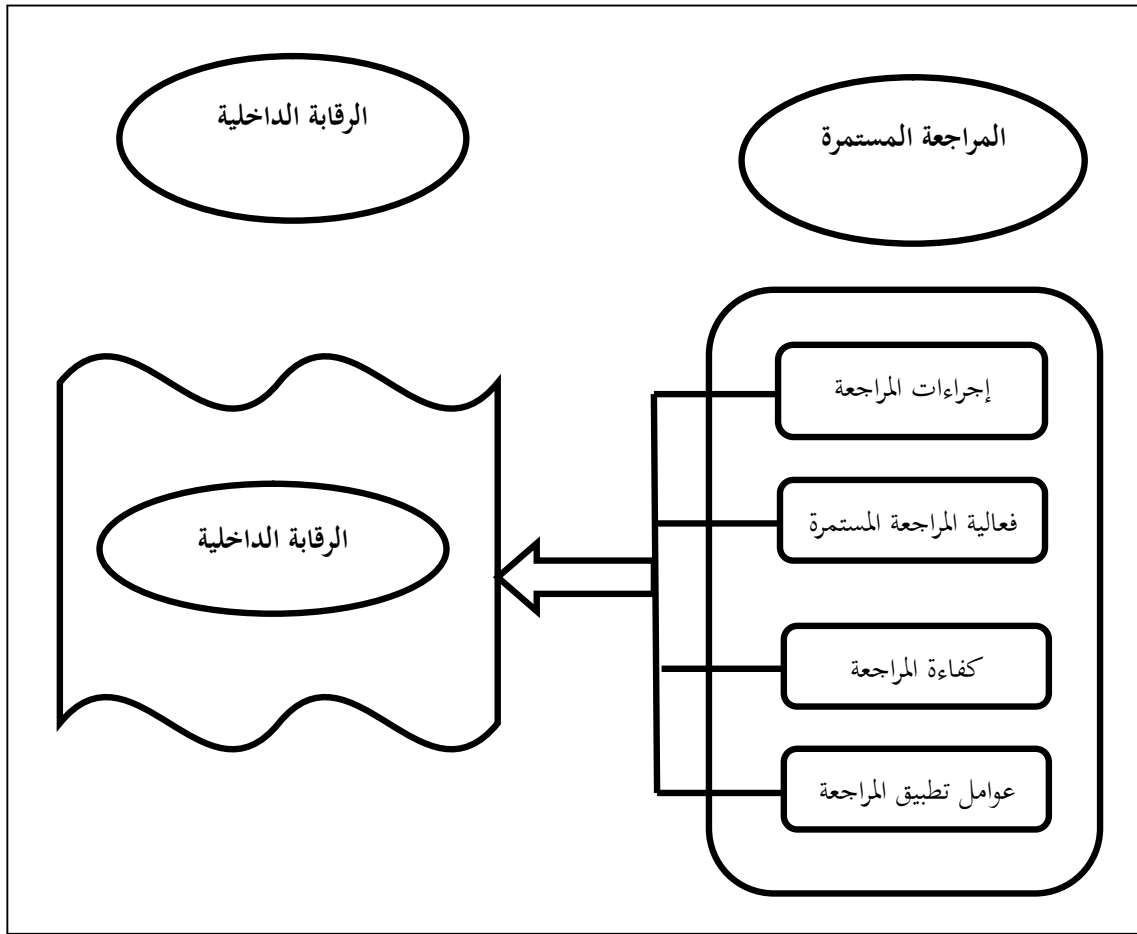 المراجعة المستمرة
الرقابة الداخلية
إجراءات المراجعة
فعالية المراجعة المستمرة
كفاءة المراجعة
عوامل تطبيق المراجعة
الرقابة الداخلية